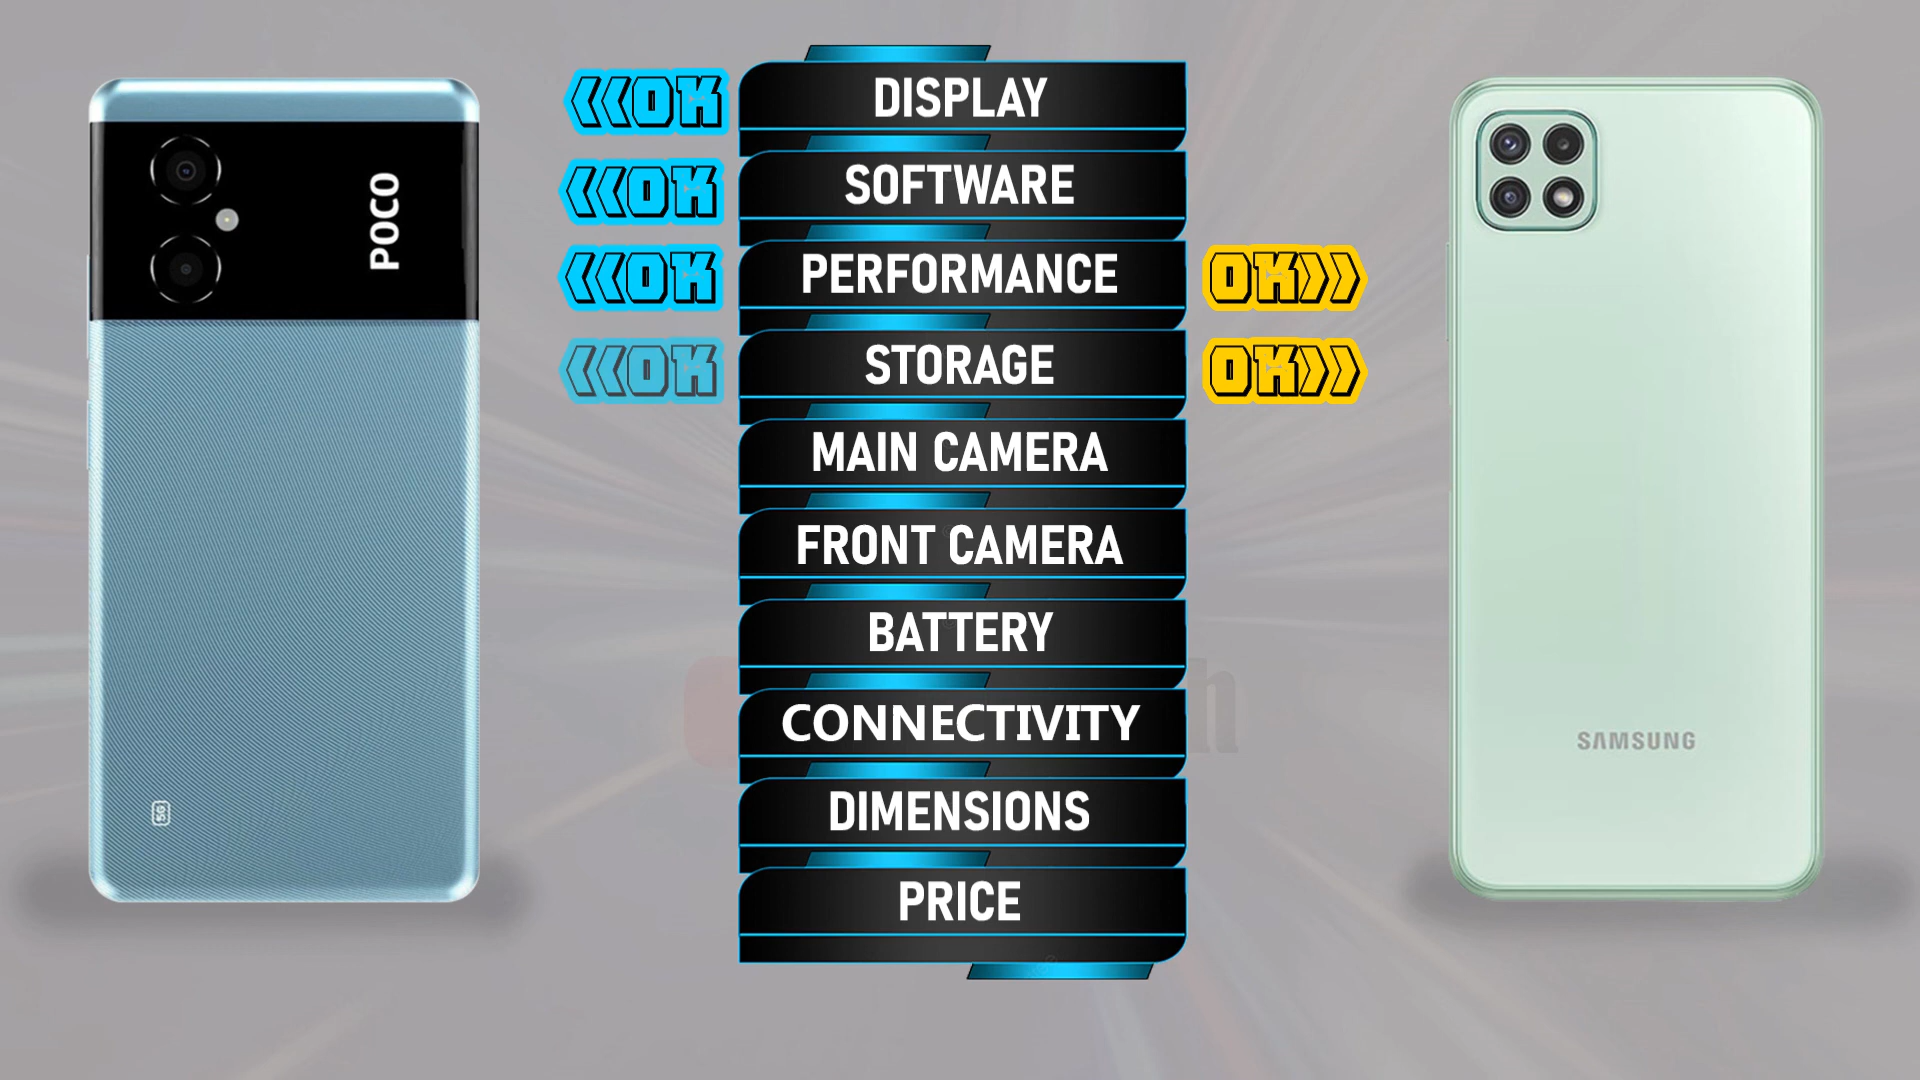 POCO
5G
《OK DISPLAY
《OK SOFTWARE
《OK PERFORMANCE OK》
《OK STORAGE OK》
MAIN CAMERA
FRONT CAMERA
BATTERY
CONNECTIVITY
DIMENSIONS
PRICE
SAMSUNG